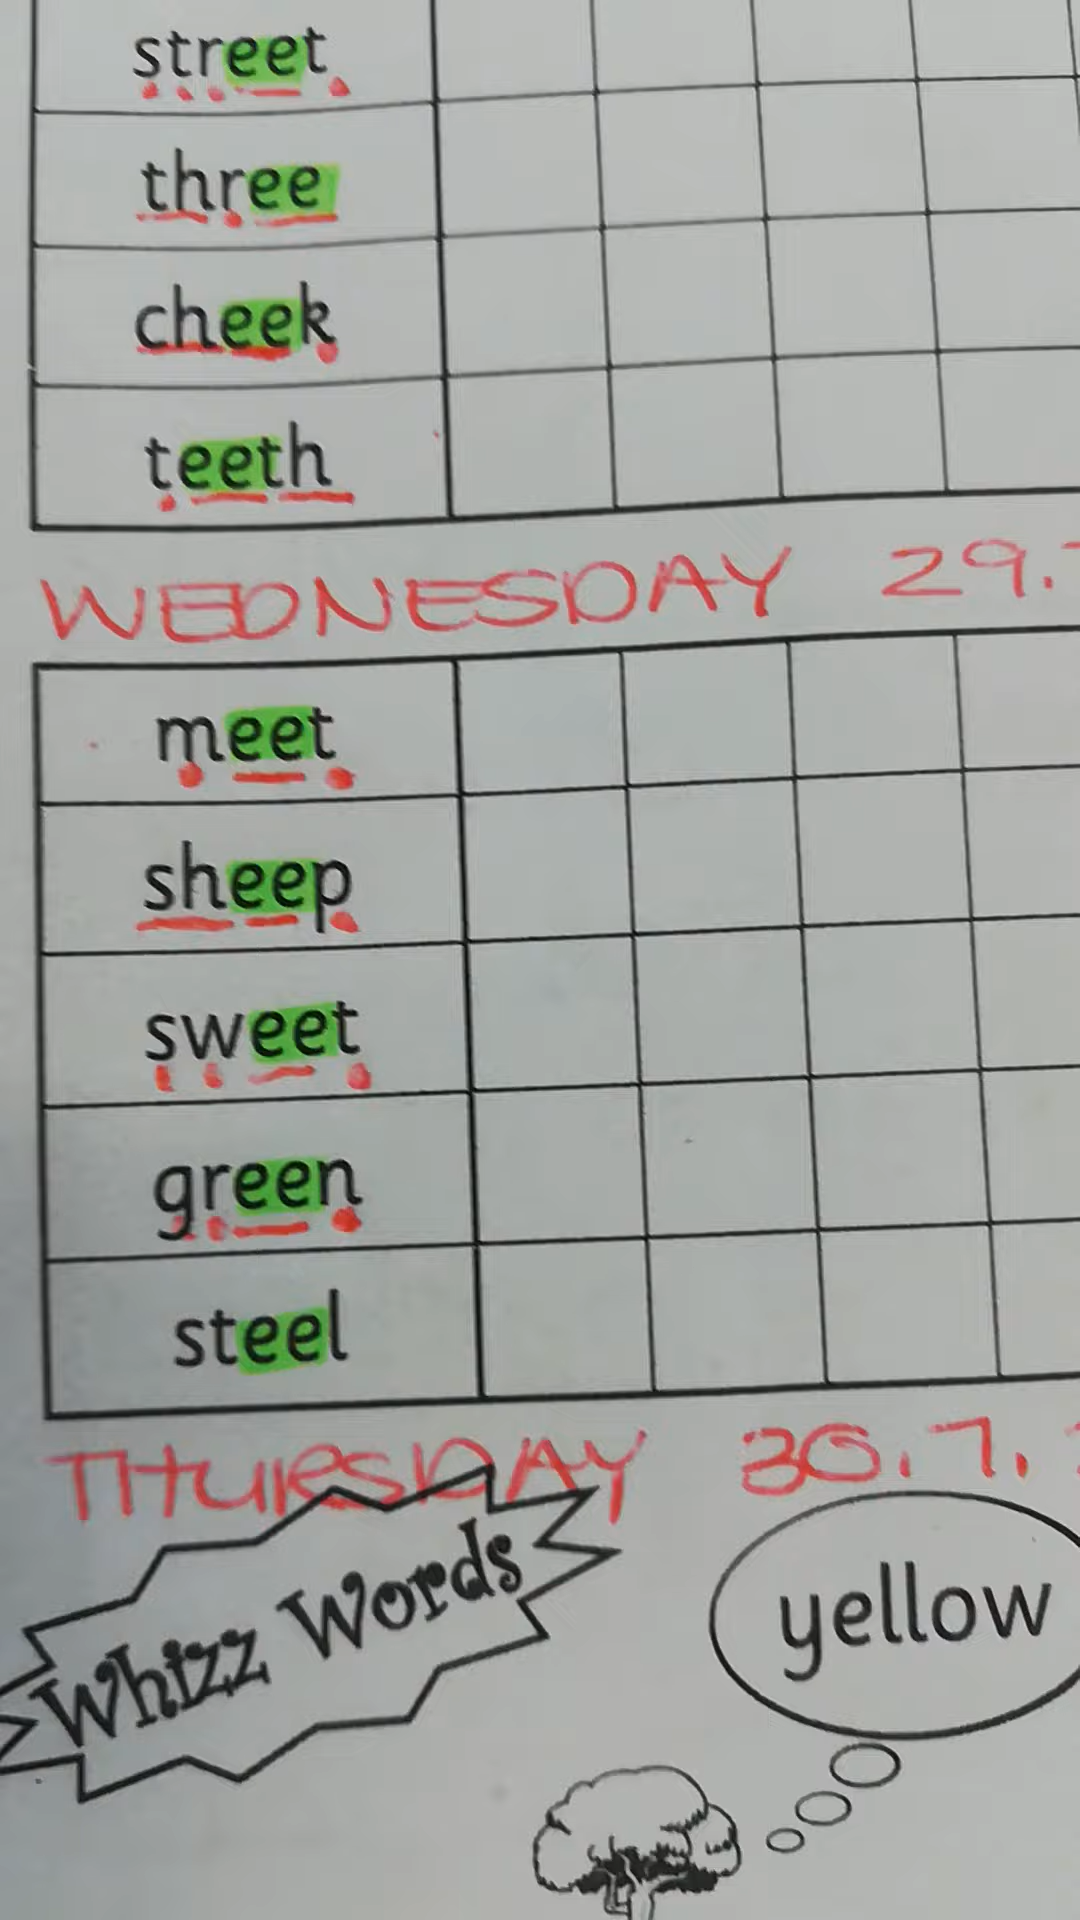 street
three
cheek
teeth
WEDNESDAY 29.
meet
sheep
sweet
green
steel
THURSDAY 30.7.
Whizz Words
yellow